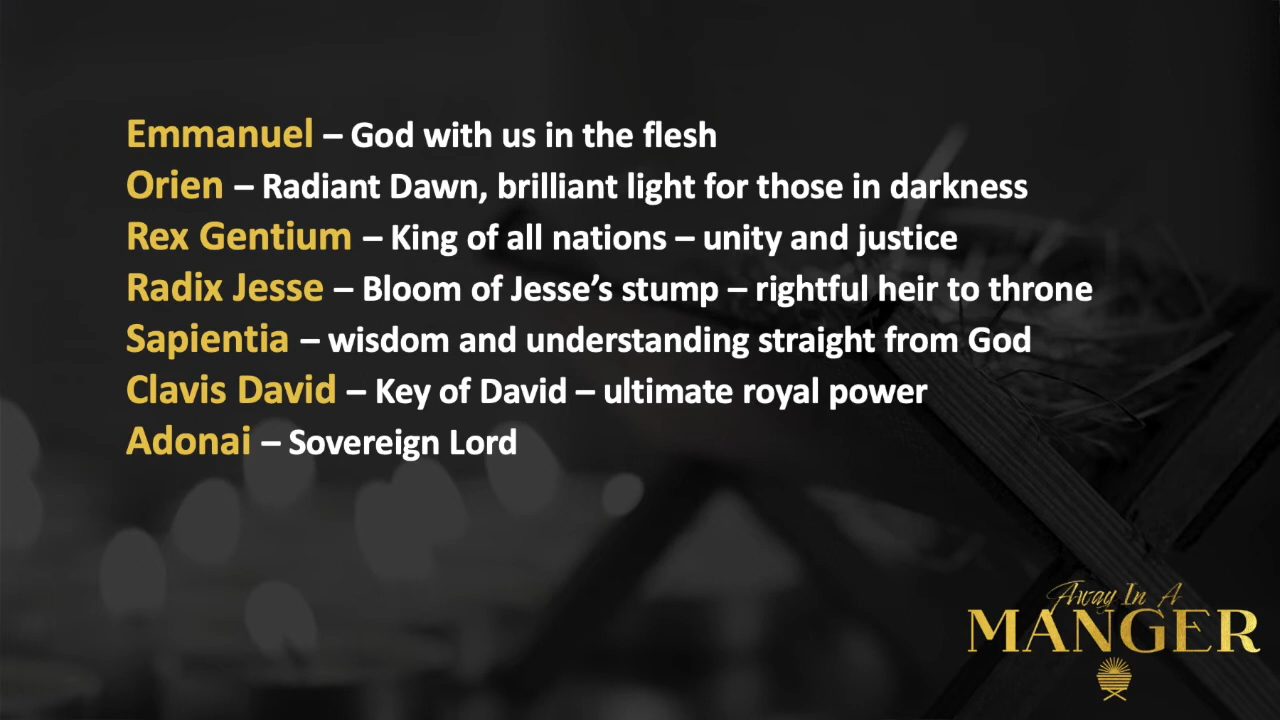 Emmanuel – God with us in the flesh
Orien – Radiant Dawn, brilliant light for those in darkness
Rex Gentium – King of all nations – unity and justice
Radix Jesse – Bloom of Jesse’s stump – rightful heir to throne
Sapientia – wisdom and understanding straight from God
Clavis David – Key of David – ultimate royal power
Adonai – Sovereign Lord
Away In A
MANGER